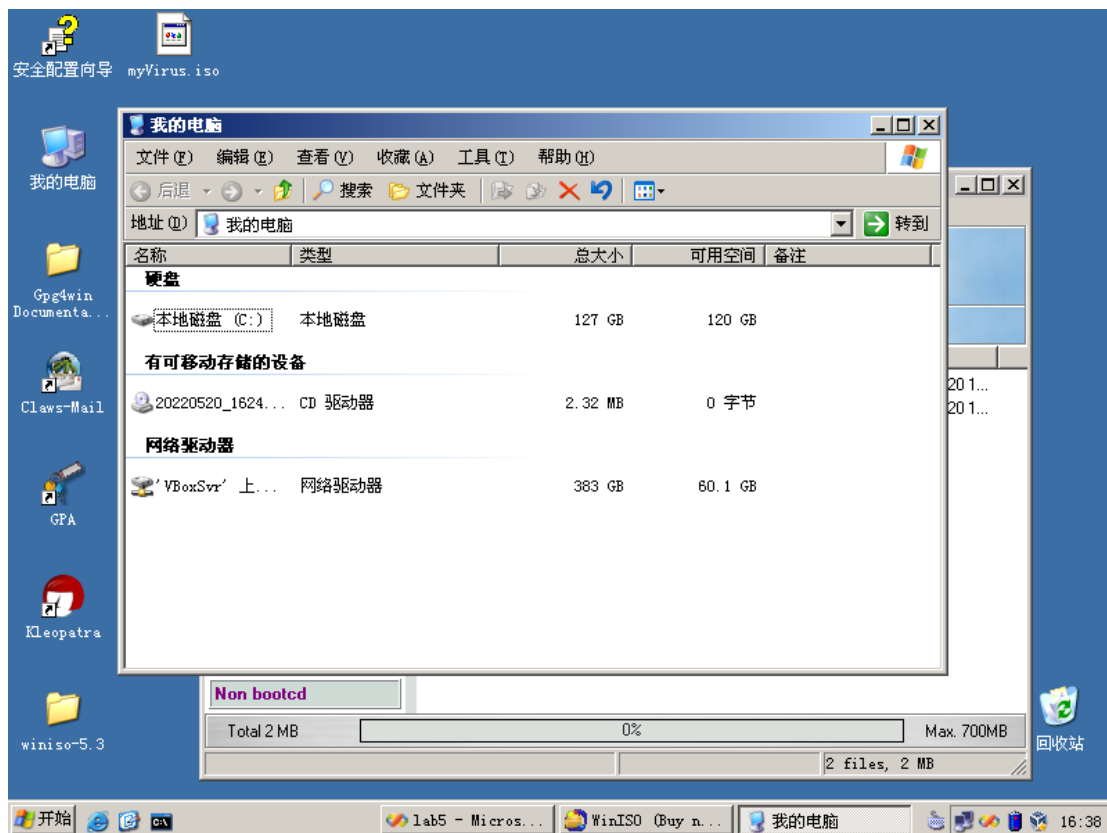 安全配置向导
myVirus.iso
我的电脑
Gpg4win
Documenta...
Claws-Mail
GPA
Kleopatra
winiso-5.3
我的电脑
文件(F) 编辑(E) 查看(V) 收藏(A) 工具(T) 帮助(H)
后退 搜索 文件夹
地址(D) 我的电脑 转到
名称 类型 总大小 可用空间 备注
硬盘
本地磁盘 (C:) 本地磁盘 127 GB 120 GB
有可移动存储的设备
20220520_1624... CD 驱动器 2.32 MB 0 字节
网络驱动器
'VBoxSvr' 上... 网络驱动器 383 GB 60.1 GB
20 1...
20 1...
Non bootcd
Total 2 MB 0% Max. 700MB
2 files, 2 MB
回收站
开始 lab5 - Micros... WinISO (Buy n... 我的电脑 16:38